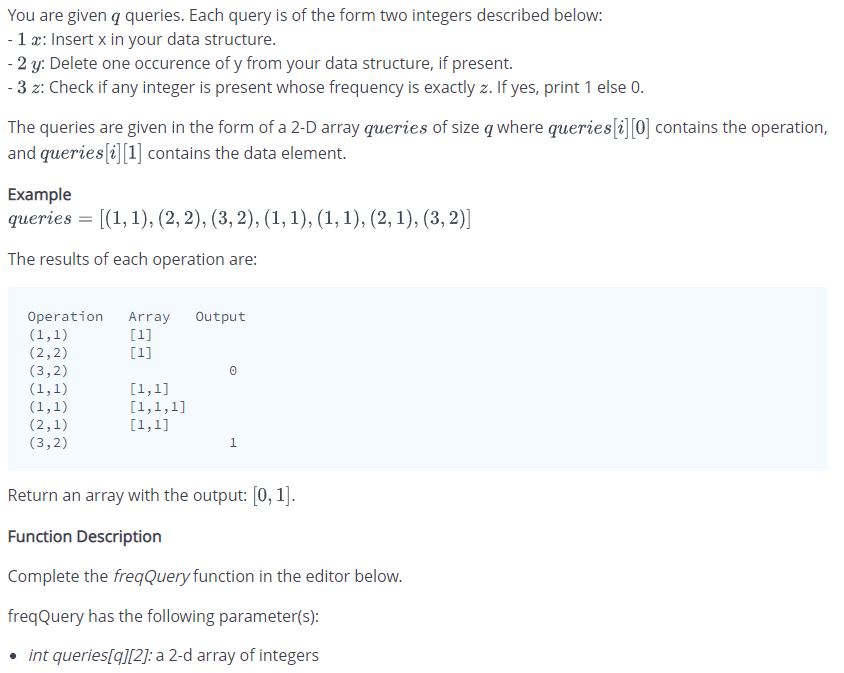 You are given q queries. Each query is of the form two integers described below:
- 1 x: Insert x in your data structure.
- 2 y: Delete one occurence of y from your data structure, if present.
- 3 z: Check if any integer is present whose frequency is exactly z. If yes, print 1 else 0.
The queries are given in the form of a 2-D array queries of size q where queries[i][0] contains the operation,
and queries[i][1] contains the data element.
Example
queries = [(1, 1), (2, 2), (3, 2), (1, 1), (1, 1), (2, 1), (3, 2)]
The results of each operation are:
Operation Array Output
(1,1) [1]
(2,2) [1]
(3,2) 0
(1,1) [1,1]
(1,1) [1,1,1]
(2,1) [1,1]
(3,2) 1
Return an array with the output: [0, 1].
Function Description
Complete the freqQuery function in the editor below.
freqQuery has the following parameter(s):
• int queries[q][2]: a 2-d array of integers